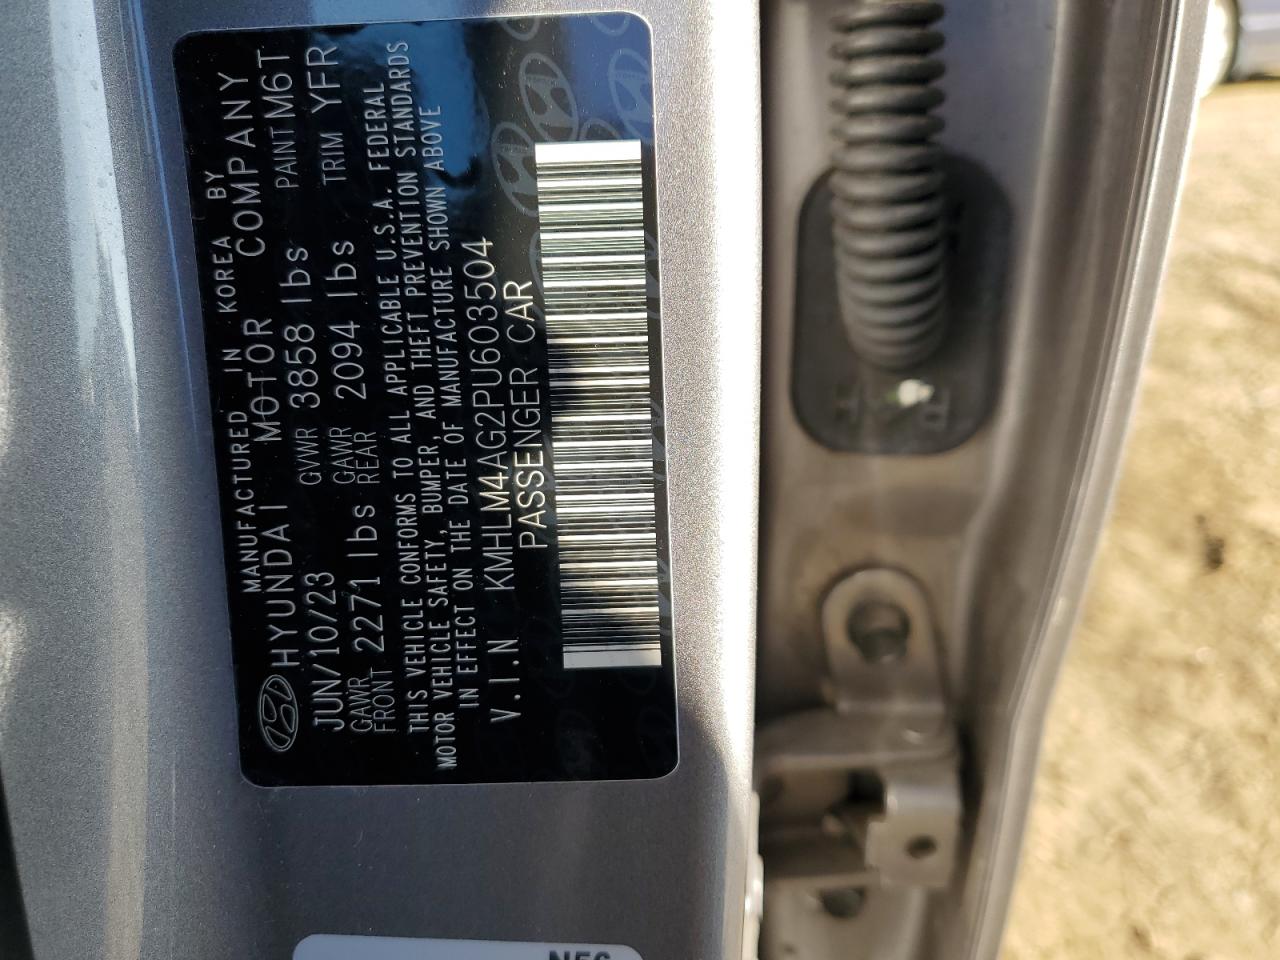 MANUFACTURED IN KOREA BY
HYUNDAI MOTOR COMPANY
JUN/10/23 GVWR 3858 lbs PAINT M6T
GAWR FRONT 2271 lbs GAWR REAR 2094 lbs TRIM YFR
THIS VEHICLE CONFORMS TO ALL APPLICABLE U.S.A. FEDERAL
MOTOR VEHICLE SAFETY, BUMPER, AND THEFT PREVENTION STANDARDS
IN EFFECT ON THE DATE OF MANUFACTURE SHOWN ABOVE
V.I.N KMHLM4AG2PU603504
PASSENGER CAR